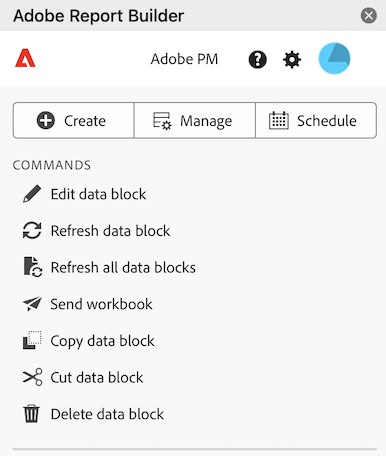 Adobe Report Builder
Adobe PM
Create Manage Schedule
COMMANDS
Edit data block
Refresh data block
Refresh all data blocks
Send workbook
Copy data block
Cut data block
Delete data block